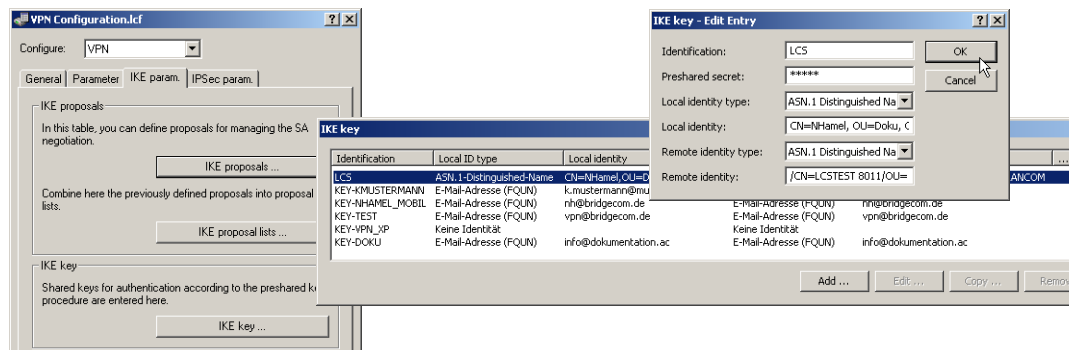 VPN Configuration.lcf
Configure: VPN
General Parameter IKE param. IPSec param.
IKE proposals
In this table, you can define proposals for managing the SA
negotiation.
IKE proposals ...
Combine here the previously defined proposals into proposal
lists.
IKE proposal lists ...
IKE key
Shared keys for authentication according to the preshared
procedure are entered here.
IKE key ...
IKE key
Identification Local ID type Local identity ...
LCS ASN.1-Distinguished-Name CN=NHamel,OU=D ANCOM
KEY-KMUSTERMANN E-Mail-Adresse (FQUN) k.mustermann@mu
KEY-NHAMEL_MOBIL E-Mail-Adresse (FQUN) nh@bridgecom.de E-Mail-Adresse (FQUN) nh@bridgecom.de
KEY-TEST E-Mail-Adresse (FQUN) vpn@bridgecom.de E-Mail-Adresse (FQUN) vpn@bridgecom.de
KEY-VPN_XP Keine Identität Keine Identität
KEY-DOKU E-Mail-Adresse (FQUN) info@dokumentation.ac E-Mail-Adresse (FQUN) info@dokumentation.ac
Add ... Edit ... Copy ... Remov
IKE key - Edit Entry
Identification: LCS OK
Preshared secret: ***** Cancel
Local identity type: ASN.1 Distinguished Na
Local identity: CN=NHamel, OU=Doku, C
Remote identity type: ASN.1 Distinguished Na
Remote identity: /CN=LCSTEST 8011/OU=